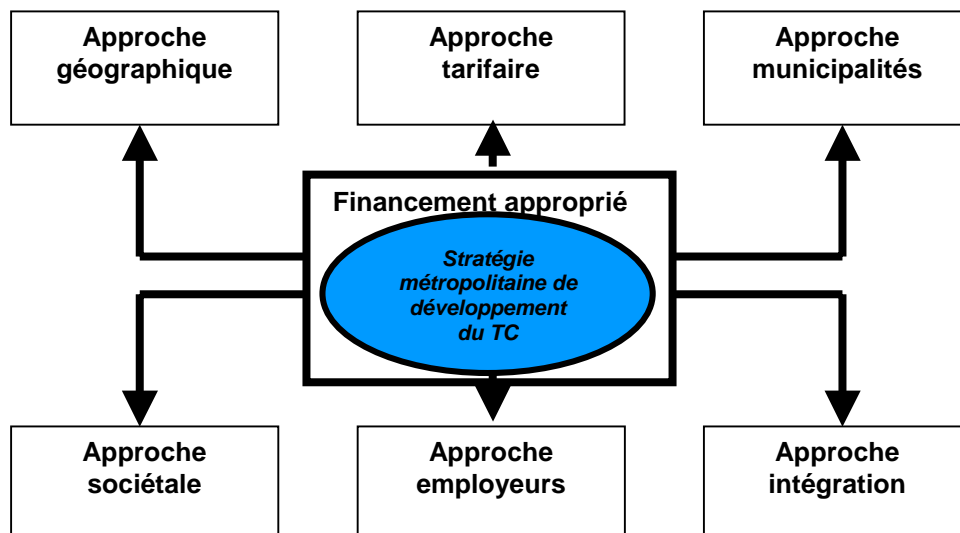 Approche
géographique
Approche
tarifaire
Approche
municipalités
Financement approprié
Stratégie
métropolitaine de
développement
du TC
Approche
sociétale
Approche
employeurs
Approche
intégration